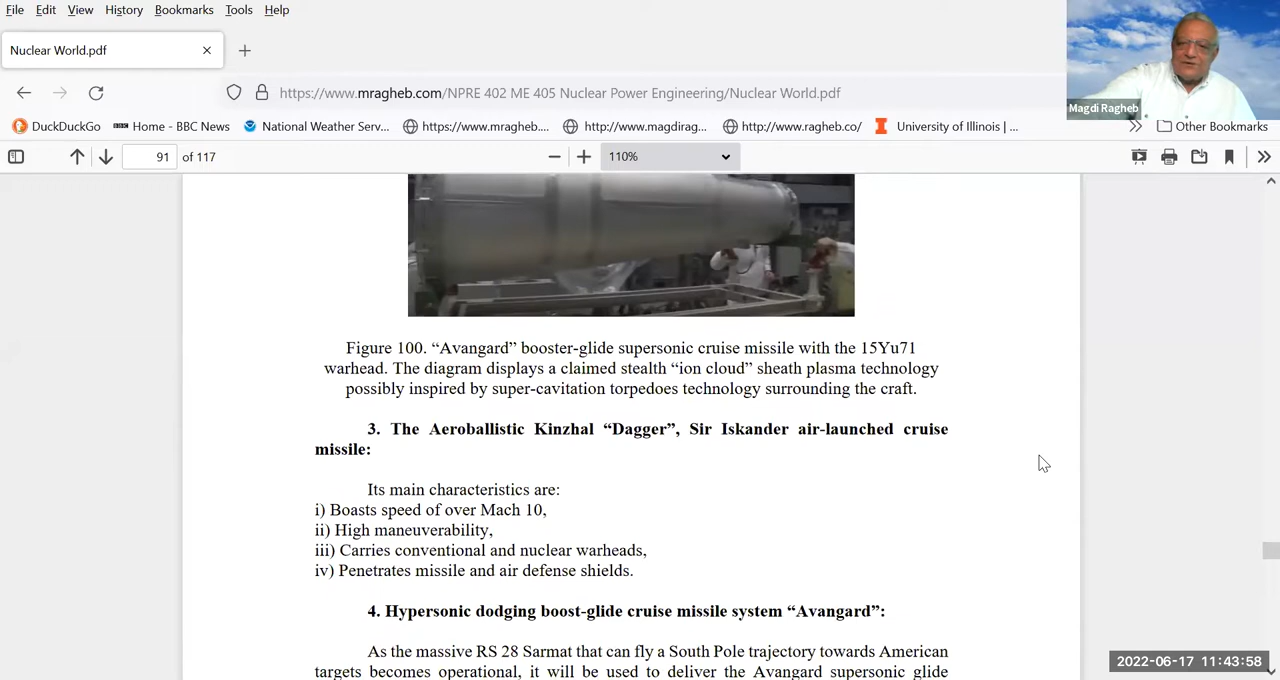 File Edit View History Bookmarks Tools Help
Nuclear World.pdf
https://www.mragheb.com/NPRE 402 ME 405 Nuclear Power Engineering/Nuclear World.pdf
Magdi Ragheb
DuckDuckGo BBC Home - BBC News National Weather Serv... https://www.mragheb.... http://www.magdirag... http://www.ragheb.co/ University of Illinois | ... Other Bookmarks
91 of 117 110%
Figure 100. “Avangard” booster-glide supersonic cruise missile with the 15Yu71
warhead. The diagram displays a claimed stealth “ion cloud” sheath plasma technology
possibly inspired by super-cavitation torpedoes technology surrounding the craft.
3. The Aeroballistic Kinzhal “Dagger”, Sir Iskander air-launched cruise
missile:
Its main characteristics are:
i) Boasts speed of over Mach 10,
ii) High maneuverability,
iii) Carries conventional and nuclear warheads,
iv) Penetrates missile and air defense shields.
4. Hypersonic dodging boost-glide cruise missile system “Avangard”:
As the massive RS 28 Sarmat that can fly a South Pole trajectory towards American
targets becomes operational, it will be used to deliver the Avangard supersonic glide
2022-06-17 11:43:58